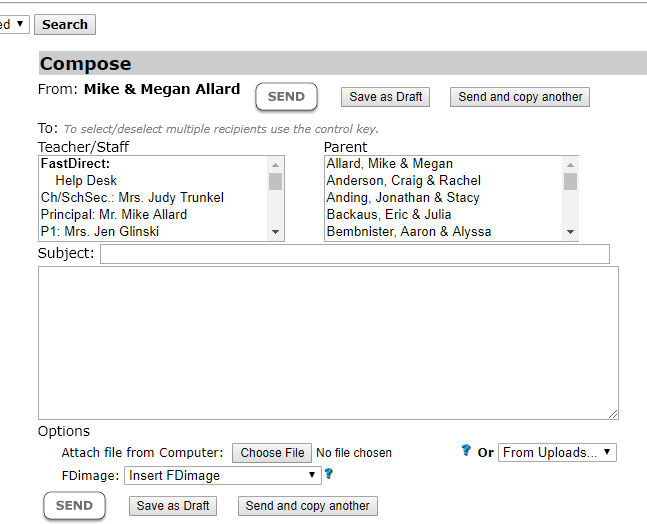 ed Search
Compose
From: Mike & Megan Allard SEND Save as Draft Send and copy another
To: To select/deselect multiple recipients use the control key.
Teacher/Staff Parent
FastDirect: Allard, Mike & Megan
Help Desk Anderson, Craig & Rachel
Ch/SchSec.: Mrs. Judy Trunkel Anding, Jonathan & Stacy
Principal: Mr. Mike Allard Backaus, Eric & Julia
P1: Mrs. Jen Glinski Bembnister, Aaron & Alyssa
Subject:
Options
Attach file from Computer: Choose File No file chosen ? Or From Uploads...
FDimage: Insert FDimage ?
SEND Save as Draft Send and copy another